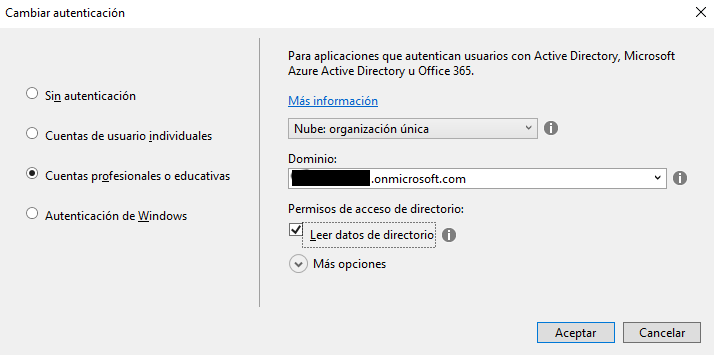 Cambiar autenticación
Sin autenticación
Cuentas de usuario individuales
Cuentas profesionales o educativas
Autenticación de Windows
Para aplicaciones que autentican usuarios con Active Directory, Microsoft
Azure Active Directory u Office 365.
Más información
Nube: organización única
Dominio:
.onmicrosoft.com
Permisos de acceso de directorio:
Leer datos de directorio
Más opciones
Aceptar
Cancelar